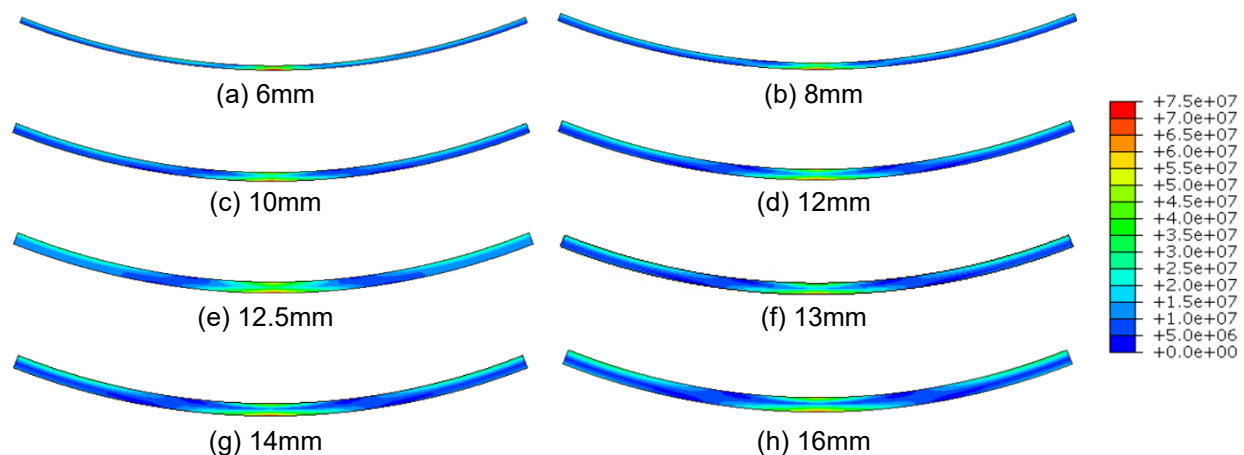 (a) 6mm
(b) 8mm
(c) 10mm
(d) 12mm
(e) 12.5mm
(f) 13mm
(g) 14mm
(h) 16mm
+7.5e+07
+7.0e+07
+6.5e+07
+6.0e+07
+5.5e+07
+5.0e+07
+4.5e+07
+4.0e+07
+3.5e+07
+3.0e+07
+2.5e+07
+2.0e+07
+1.5e+07
+1.0e+07
+5.0e+06
+0.0e+00